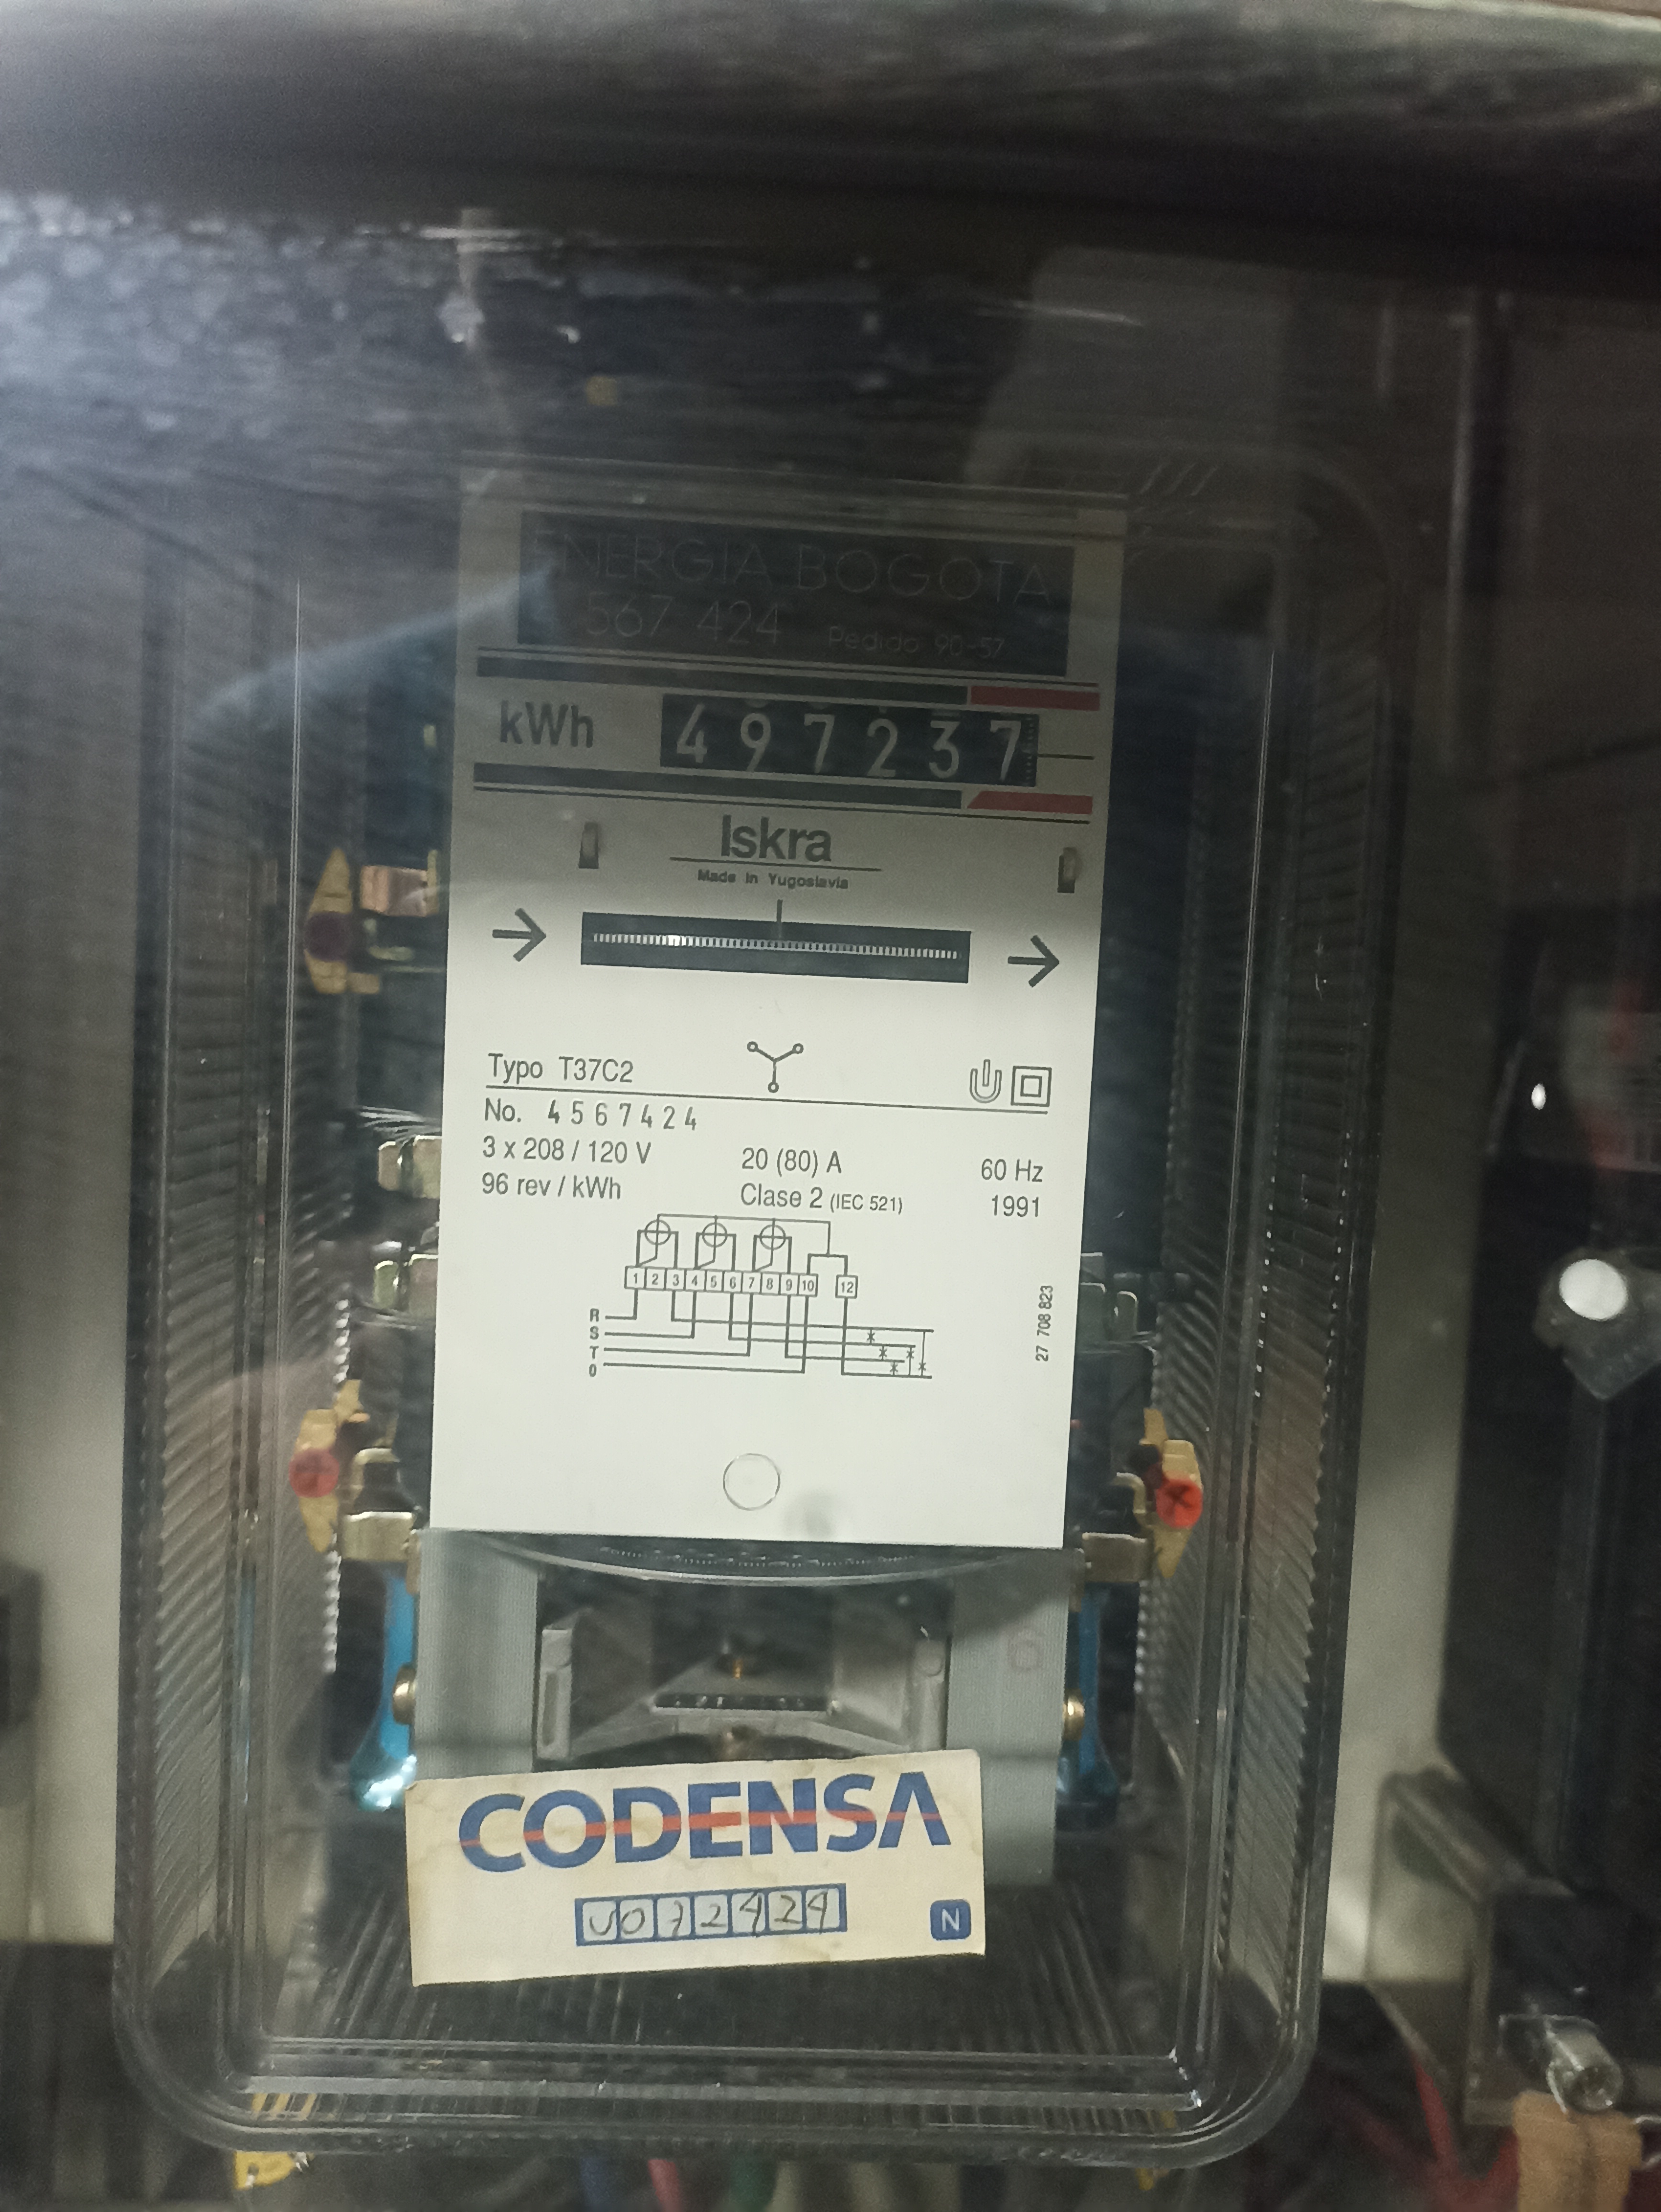 ENERGIA BOGOTA
567 424 Pedido 90-57
kWh 497237
Iskra
Made in Yugoslavia
Typo T37C2
No. 4567424
3 x 208 / 120 V 20 (80) A 60 Hz
96 rev / kWh Clase 2 (IEC 521) 1991
1 2 3 4 5 6 7 8 9 10 12
R
S
T
0
27 708 823
6
CODENSA
N